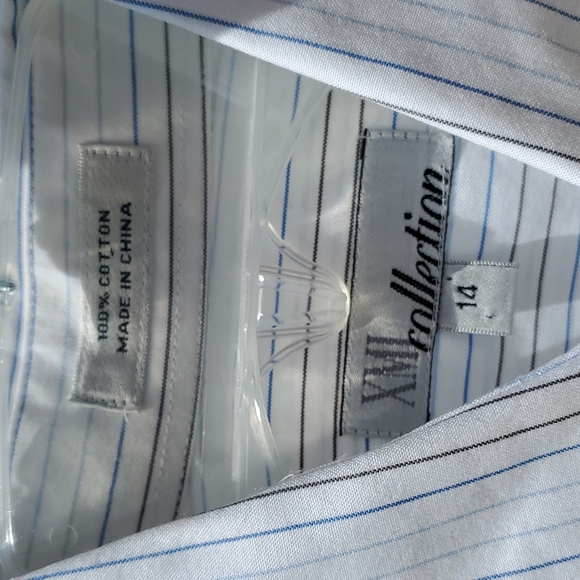 100% COTTON
MADE IN CHINA
XMI
collection
14